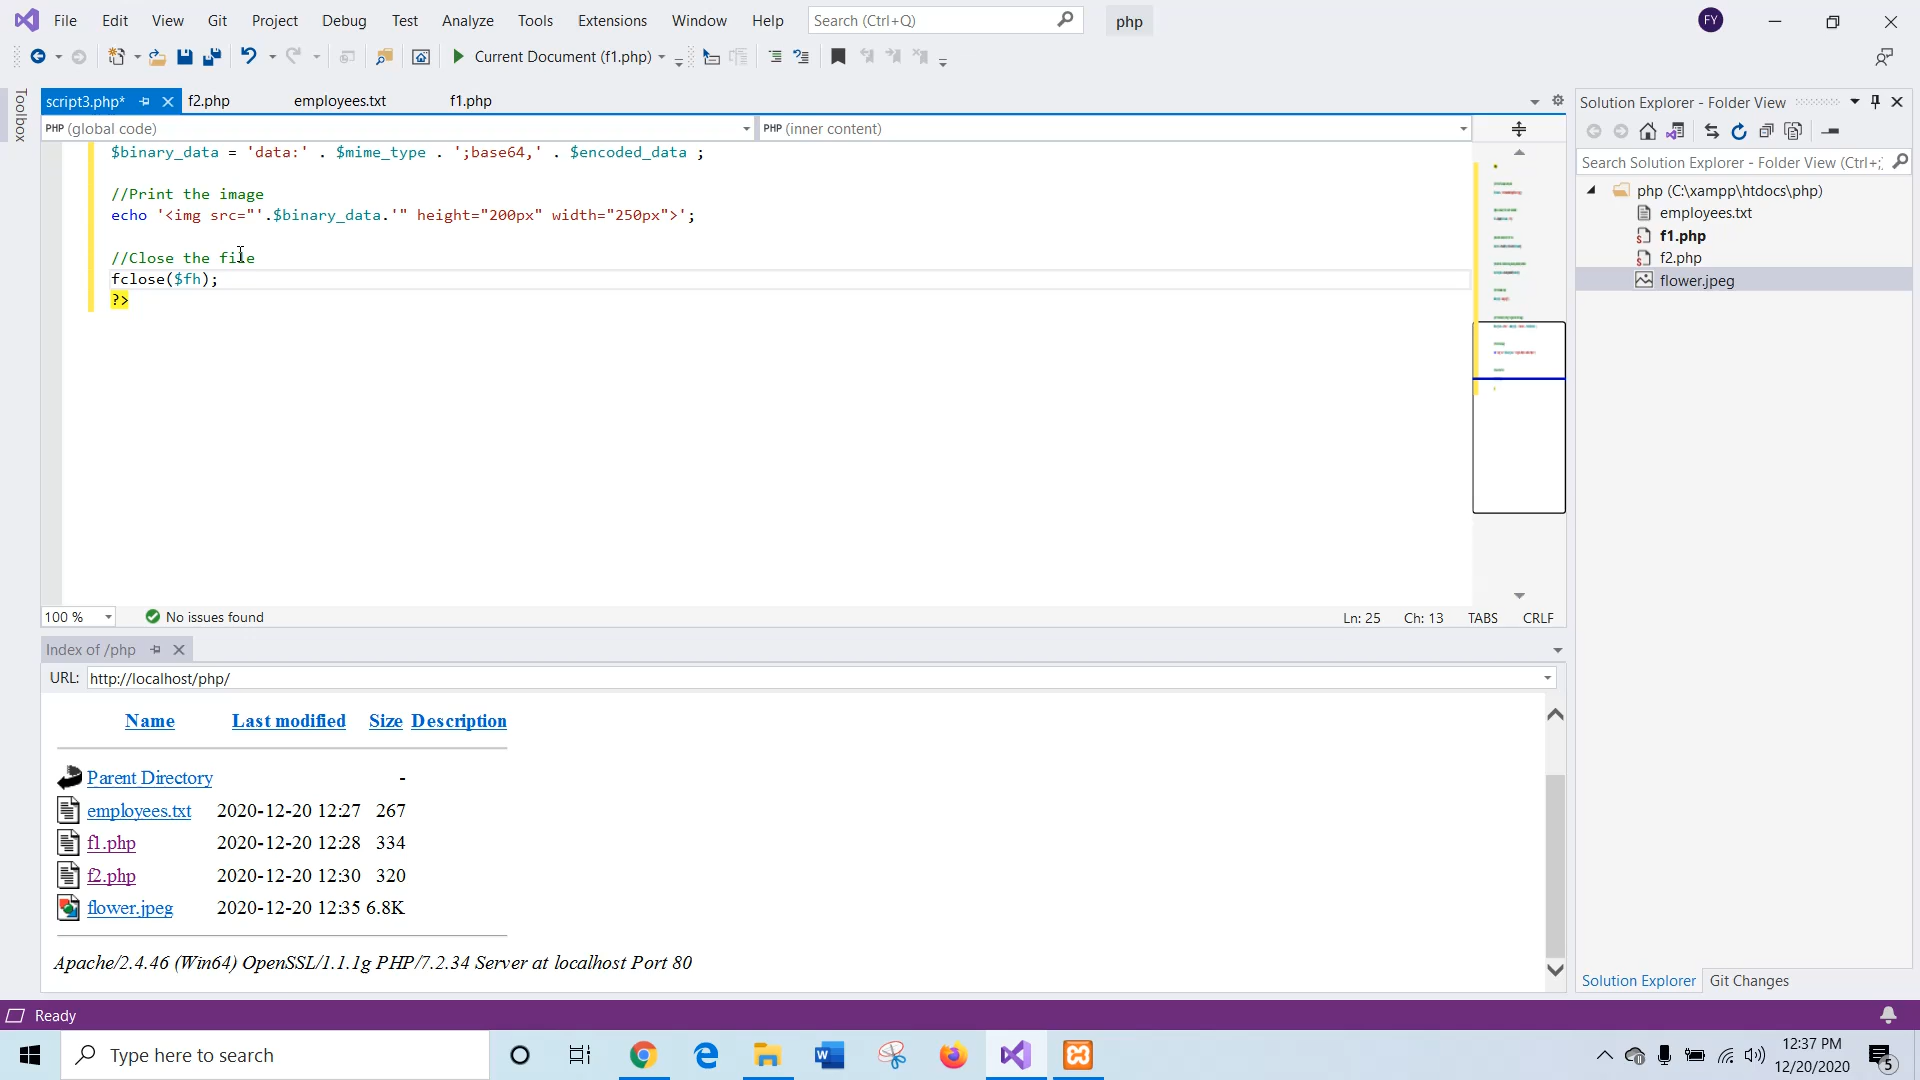 File Edit View Git Project Debug Test Analyze Tools Extensions Window Help Search (Ctrl+Q) php FY
Current Document (f1.php)
Toolbox
script3.php* f2.php employees.txt f1.php
PHP (global code) PHP (inner content)
$binary_data = 'data:' . $mime_type . ';base64,' . $encoded_data ;
//Print the image
echo '<img src="'.$binary_data.'" height="200px" width="250px">';
//Close the file
fclose($fh);
?>
100 % No issues found Ln: 25 Ch: 13 TABS CRLF
Solution Explorer - Folder View
Search Solution Explorer - Folder View (Ctrl+;)
php (C:\xampp\htdocs\php)
employees.txt
f1.php
f2.php
flower.jpeg
Solution Explorer Git Changes
Index of /php
URL: http://localhost/php/
Name Last modified Size Description
Parent Directory -
employees.txt 2020-12-20 12:27 267
f1.php 2020-12-20 12:28 334
f2.php 2020-12-20 12:30 320
flower.jpeg 2020-12-20 12:35 6.8K
Apache/2.4.46 (Win64) OpenSSL/1.1.1g PHP/7.2.34 Server at localhost Port 80
Ready
Type here to search
12:37 PM
12/20/2020
5